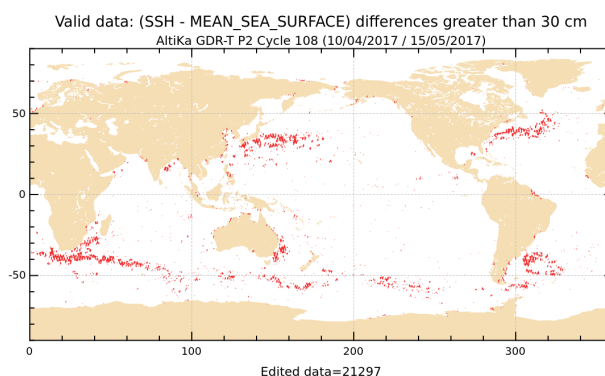 Valid data: (SSH - MEAN_SEA_SURFACE) differences greater than 30 cm
AltiKa GDR-T P2 Cycle 108 (10/04/2017 / 15/05/2017)
50
0
-50
0 100 200 300
Edited data=21297